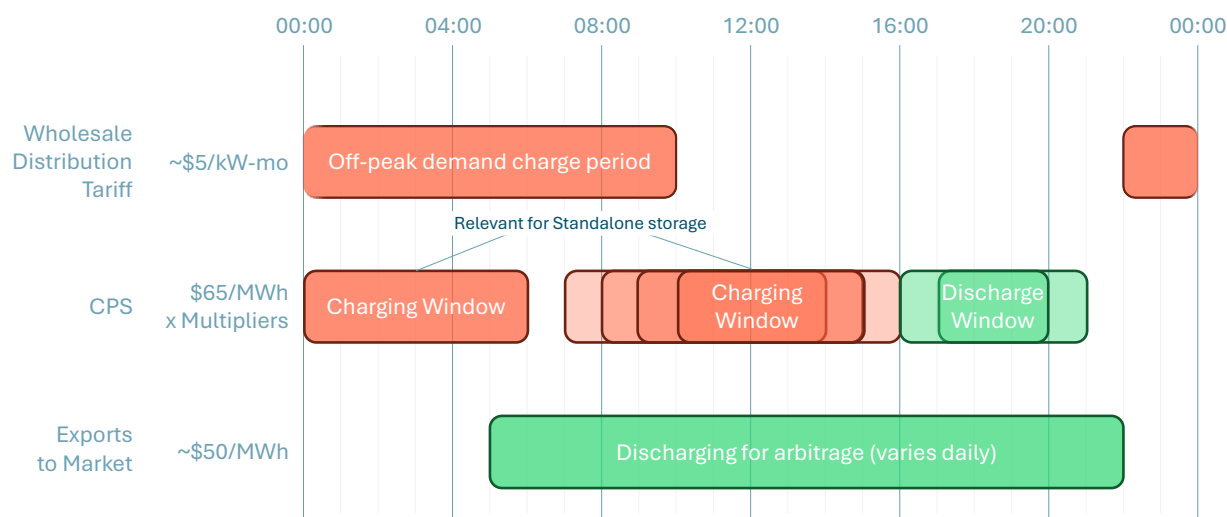 00:00 04:00 08:00 12:00 16:00 20:00 00:00
Wholesale
Distribution
Tariff
~$5/kW-mo
Off-peak demand charge period
Relevant for Standalone storage
CPS
$65/MWh
x Multipliers
Charging Window
Charging
Window
Discharge
Window
Exports
to Market
~$50/MWh
Discharging for arbitrage (varies daily)